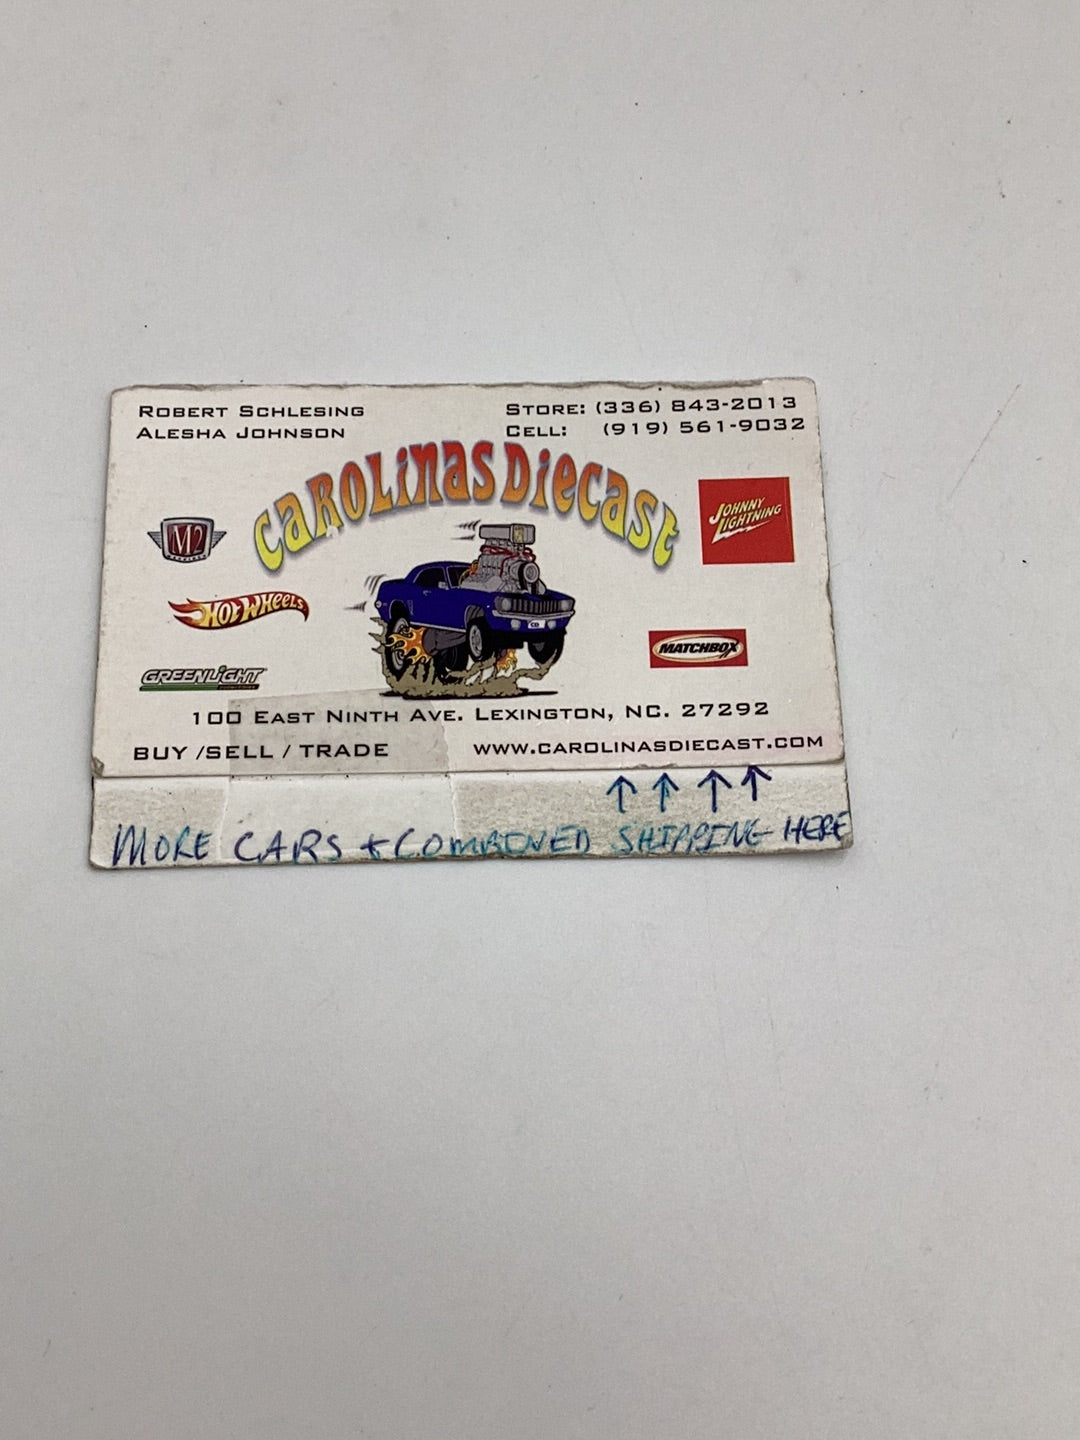 ROBERT SCHLESING
ALESHA JOHNSON
STORE: (336) 843-2013
CELL: (919) 561-9032
CAROLINAS DIECAST
M2
JOHNNY
LIGHTNING
HOT WHEELS
MATCHBOX
GREENLIGHT
100 EAST NINTH AVE. LEXINGTON, NC. 27292
BUY /SELL / TRADE
WWW.CAROLINASDIECAST.COM
↑ ↑ ↑ ↑
MORE CARS + COMBINED SHIPPING HERE